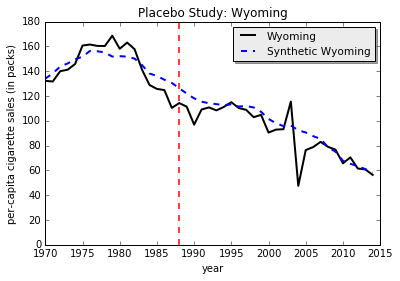 Placebo Study: Wyoming
180
160
140
120
100
80
60
40
20
0
per-capita cigarette sales (in packs)
Wyoming
Synthetic Wyoming
1970 1975 1980 1985 1990 1995 2000 2005 2010 2015
year